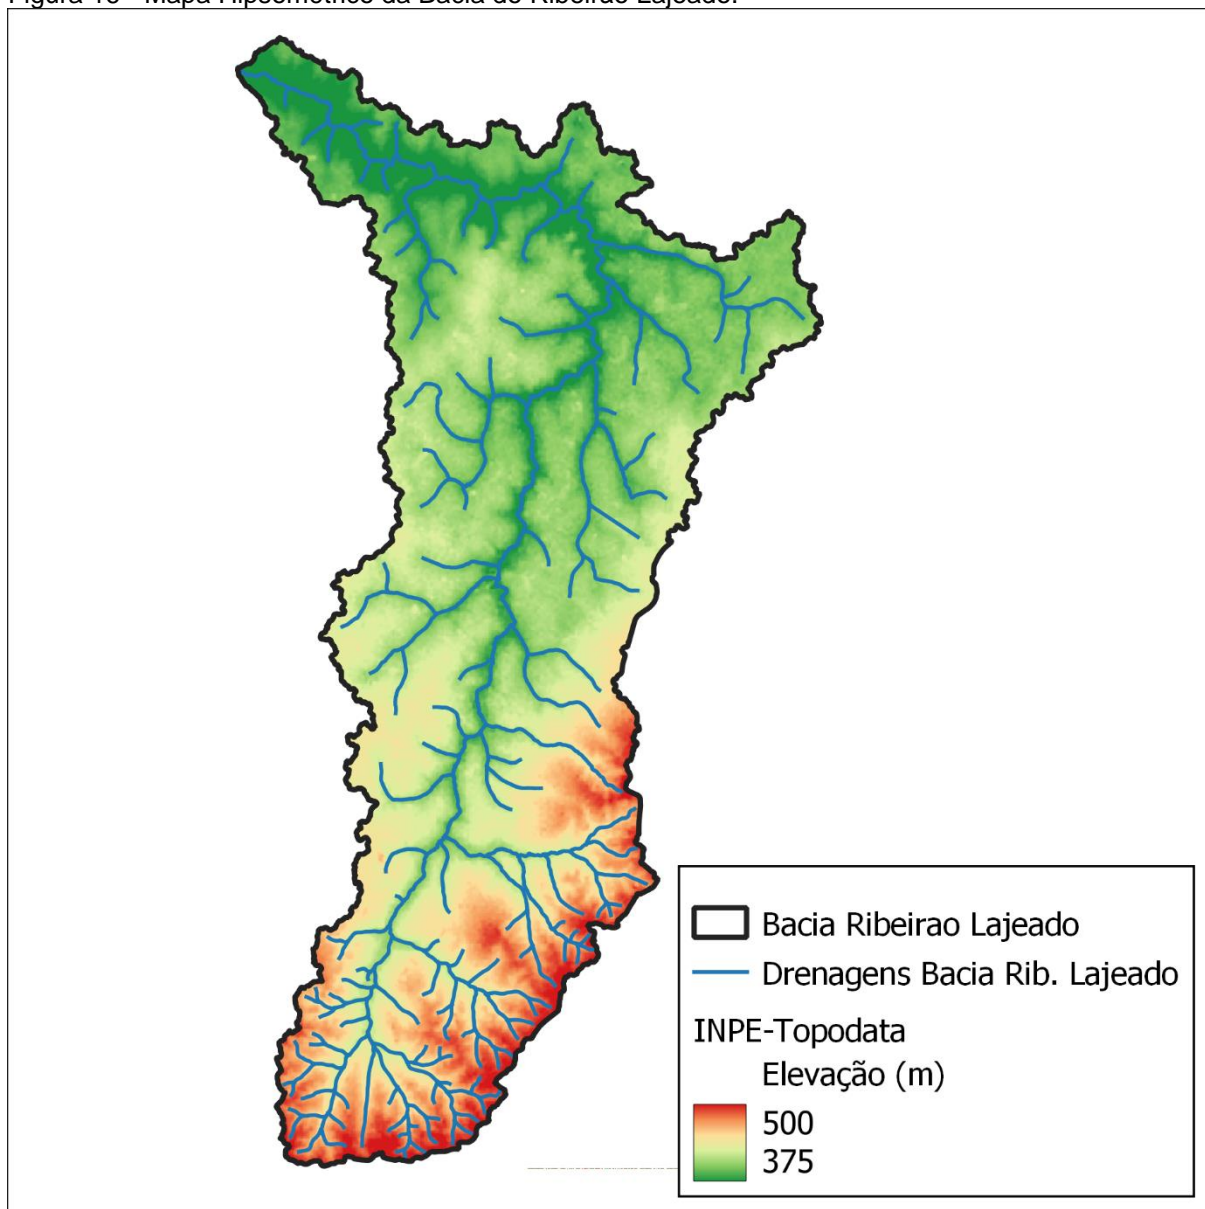 Bacia Ribeirao Lajeado
Drenagens Bacia Rib. Lajeado
INPE-Topodata
Elevação (m)
500
375